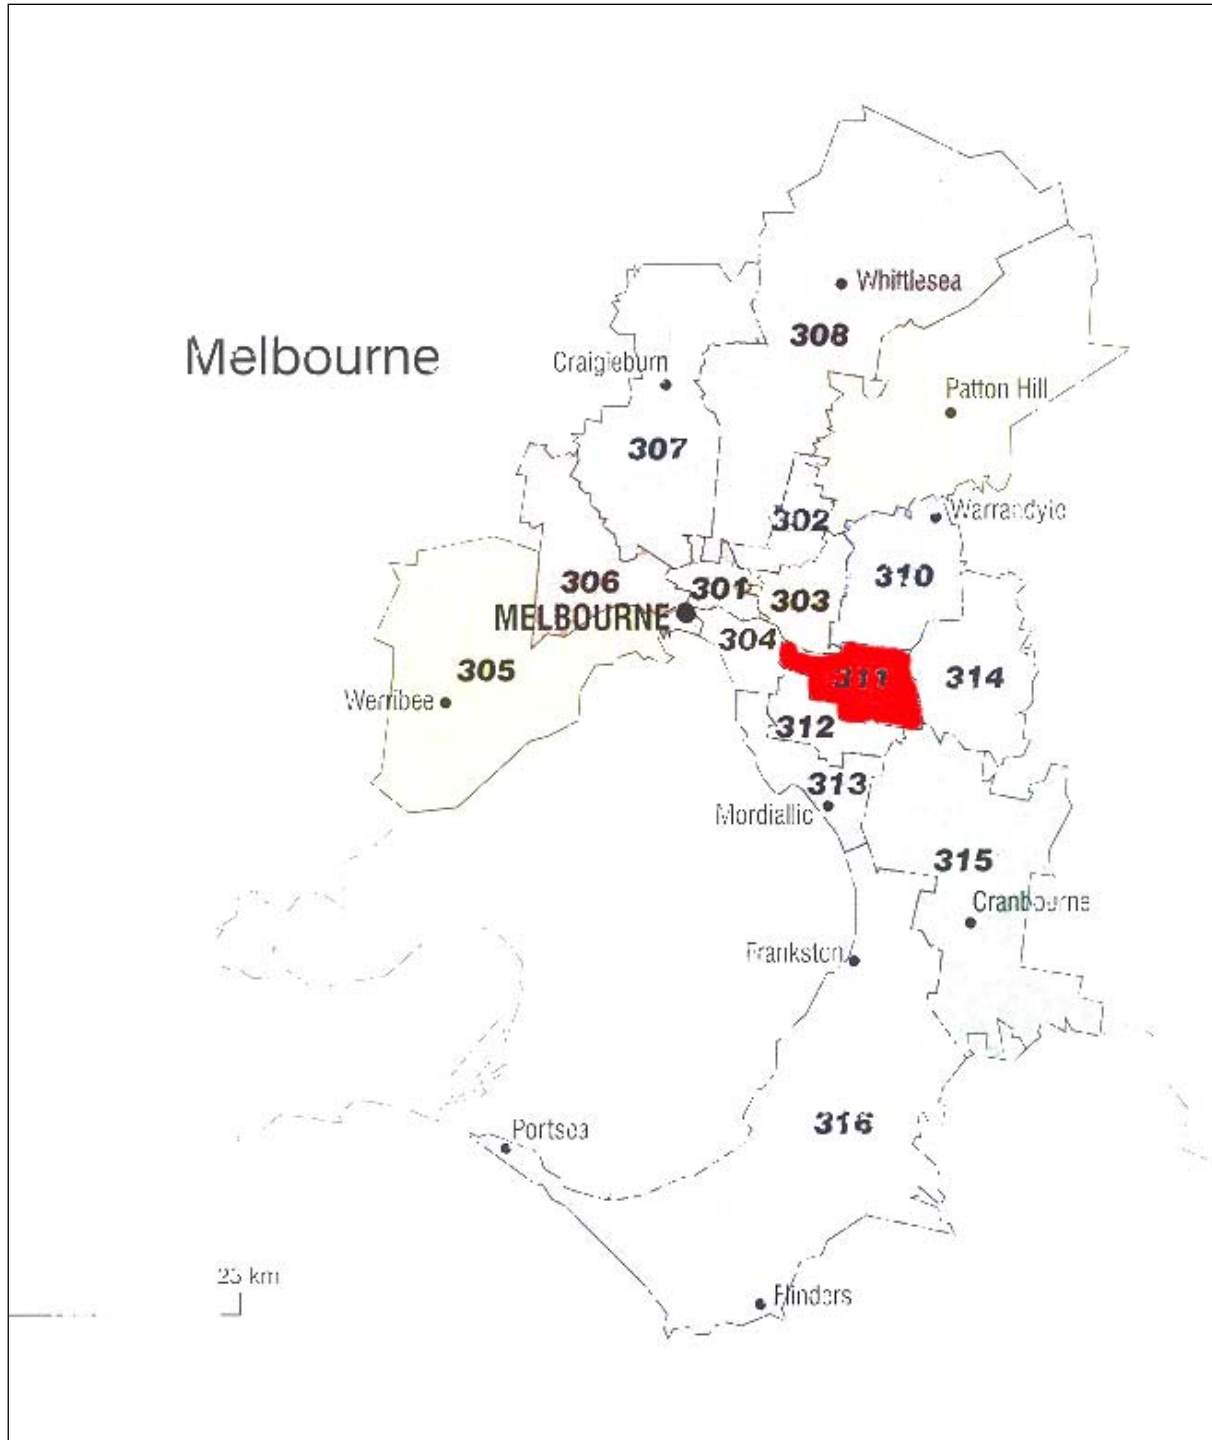 Whittlesea
308
Melbourne
Craigieburn
Patton Hill
307
302
Warrandyte
306
301
303
310
MELBOURNE
304
305
311
314
Werribee
312
313
Mordiallic
315
Cranbourne
Frankston
316
Portsea
25 km
Flinders